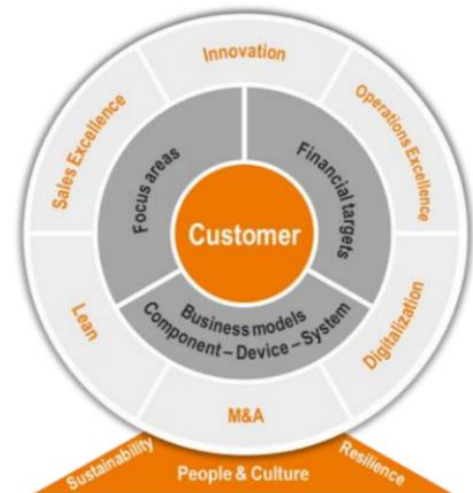 Innovation
Sales Excellence
Operations Excellence
Focus areas
Financial targets
Customer
Business models
Component – Device – System
Lean
Digitalization
M&A
Sustainability
Resilience
People & Culture